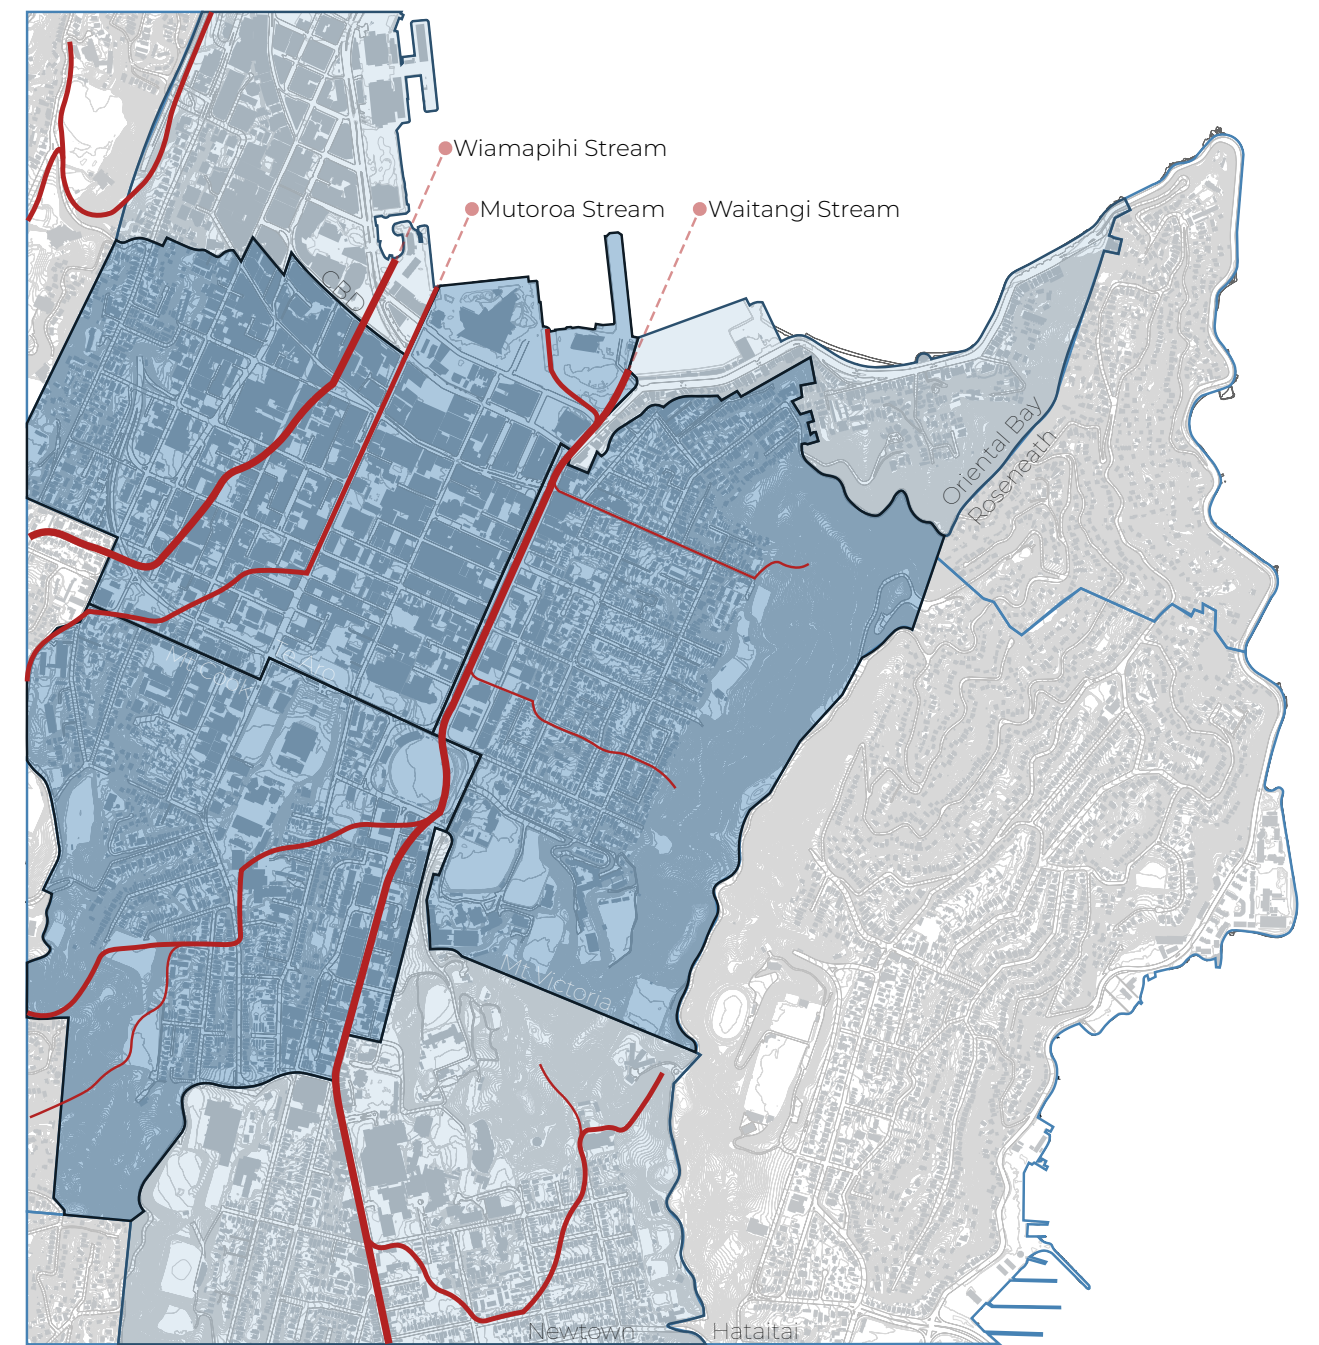 Wiamapihi Stream
Mutoroa Stream
Waitangi Stream
CBD
Oriental Bay
Roseneath
Mt Victoria
Newtown
Hataitai